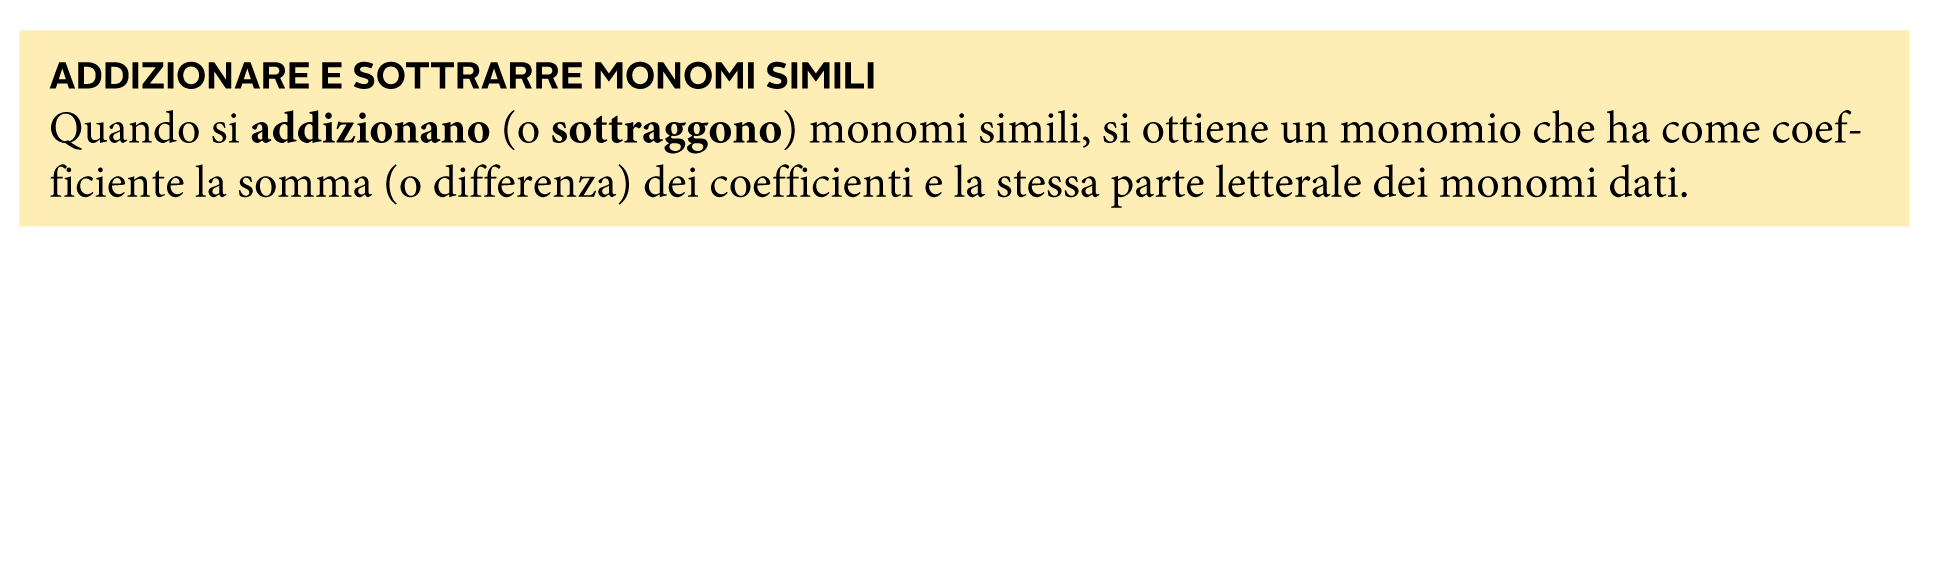 ADDIZIONARE E SOTTRARRE MONOMI SIMILI
Quando si addizionano (o sottraggono) monomi simili, si ottiene un monomio che ha come coef-
ficiente la somma (o differenza) dei coefficienti e la stessa parte letterale dei monomi dati.